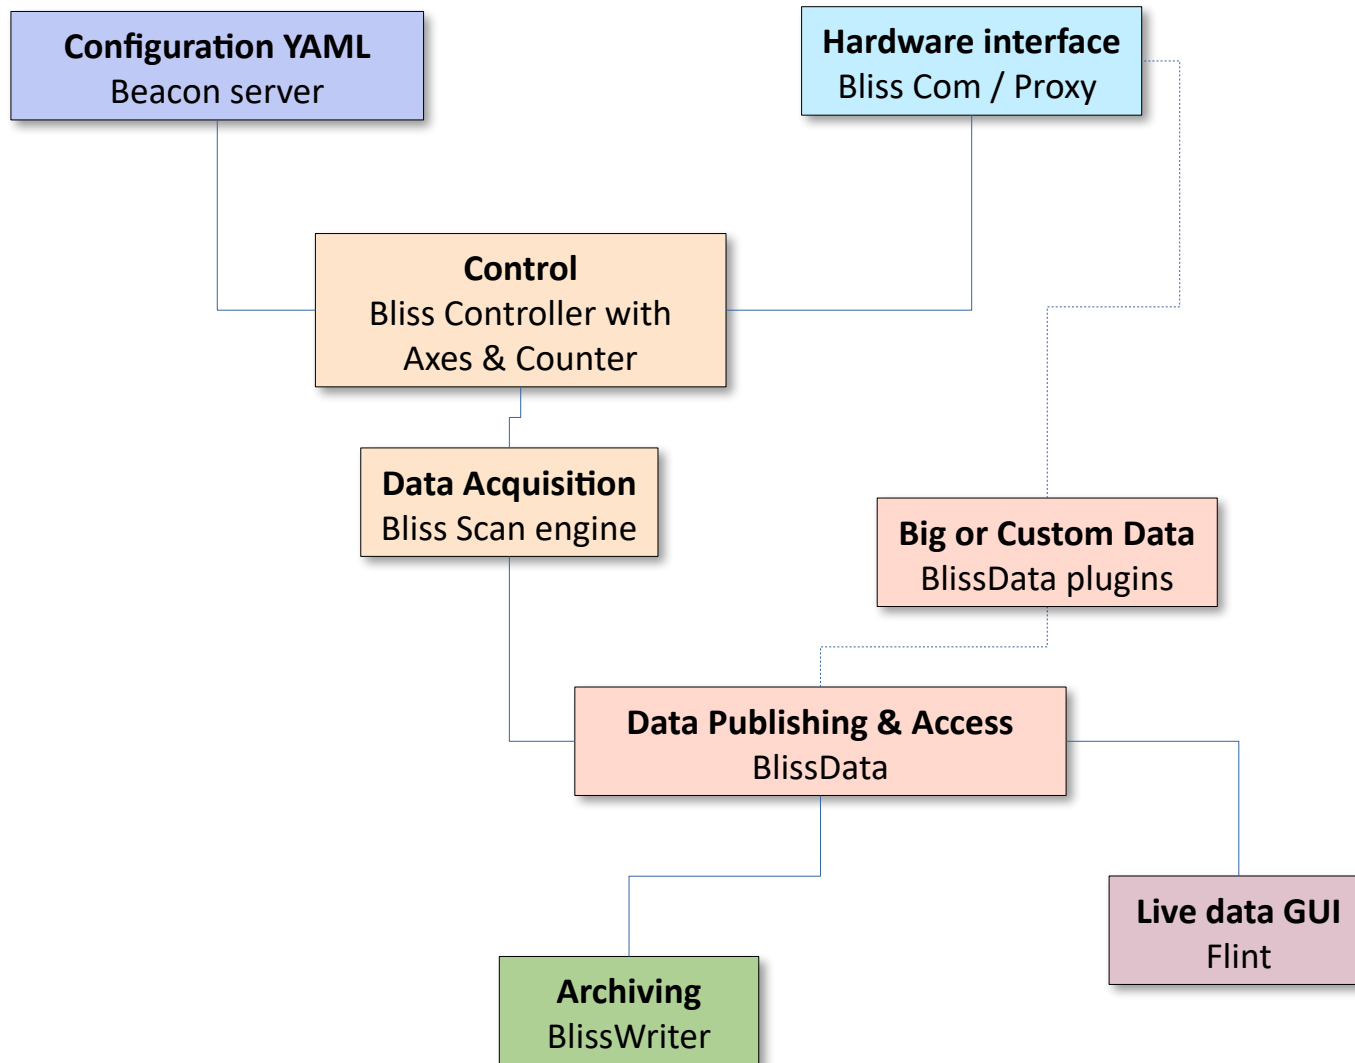 Configuration YAML
Beacon server
Hardware interface
Bliss Com / Proxy
Control
Bliss Controller with
Axes & Counter
Data Acquisition
Bliss Scan engine
Big or Custom Data
BlissData plugins
Data Publishing & Access
BlissData
Live data GUI
Flint
Archiving
BlissWriter